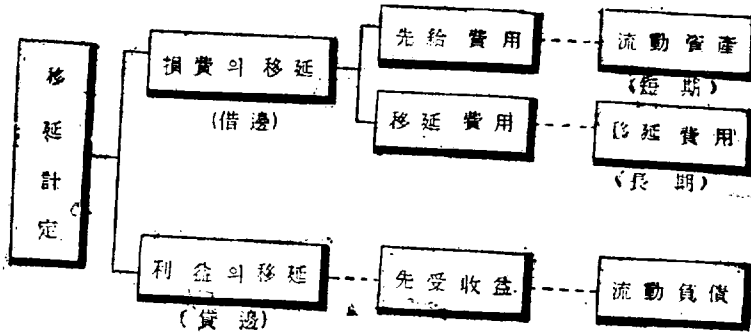 移延計定
損費의 移延
(借邊)
先給費用
流動資產
(短期)
移延費用
移延費用
(長期)
利益의 移延
(貸邊)
先受收益
流動負債